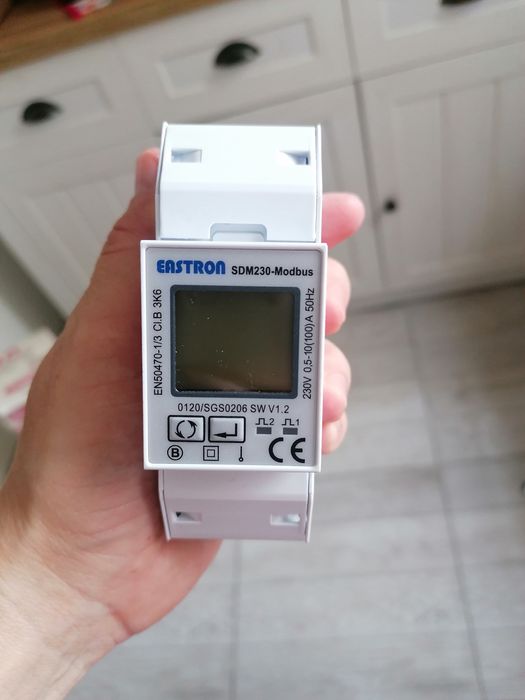 EASTRON SDM230-Modbus
EN50470-1/3 Cl.B 3K6
230V 0,5-10(100)A 50Hz
0120/SGS0206 SW V1.2
2 1
B
CE